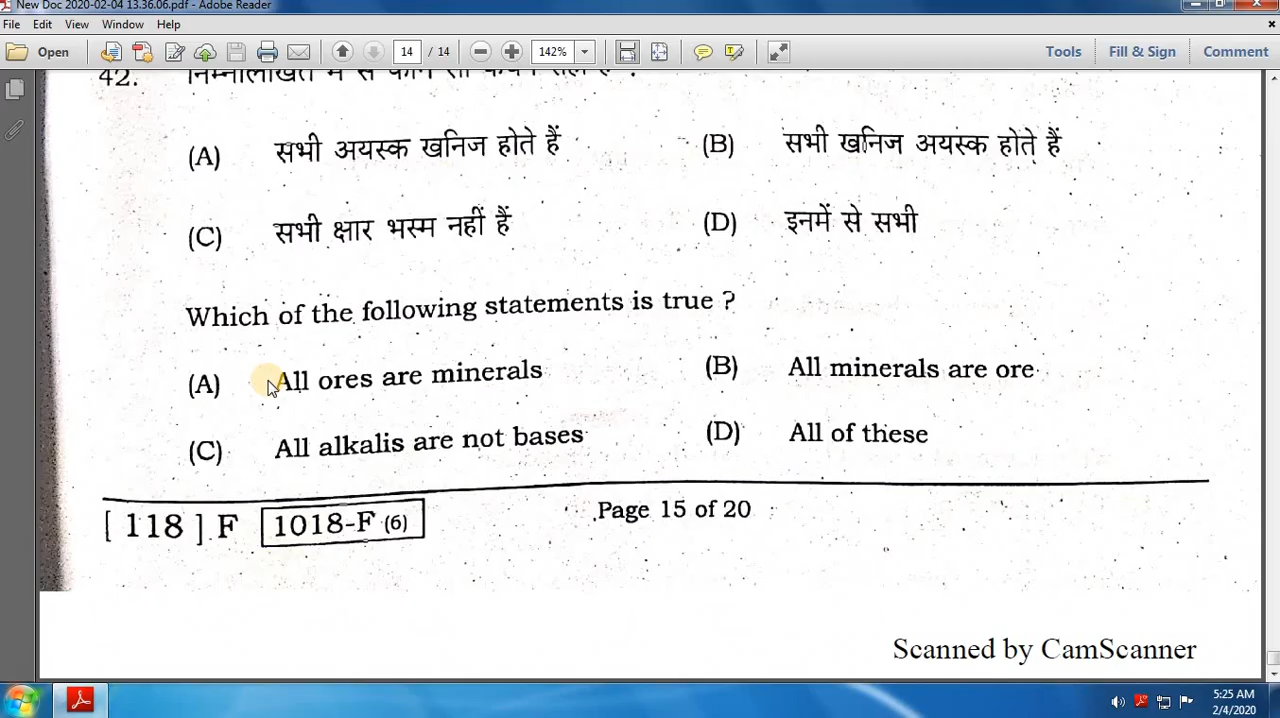 New Doc 2020-02-04 13.36.06.pdf - Adobe Reader
File Edit View Window Help
Open 14 / 14 142% Tools Fill & Sign Comment
42. निम्नलिखित में से कौन सा कथन सही है ?
(A) सभी अयस्क खनिज होते हैं (B) सभी खनिज अयस्क होते हैं
(C) सभी क्षार भस्म नहीं हैं (D) इनमें से सभी
Which of the following statements is true ?
(A) All ores are minerals (B) All minerals are ore
(C) All alkalis are not bases (D) All of these
[ 118 ] F 1018-F (6) Page 15 of 20
Scanned by CamScanner
5:25 AM
2/4/2020